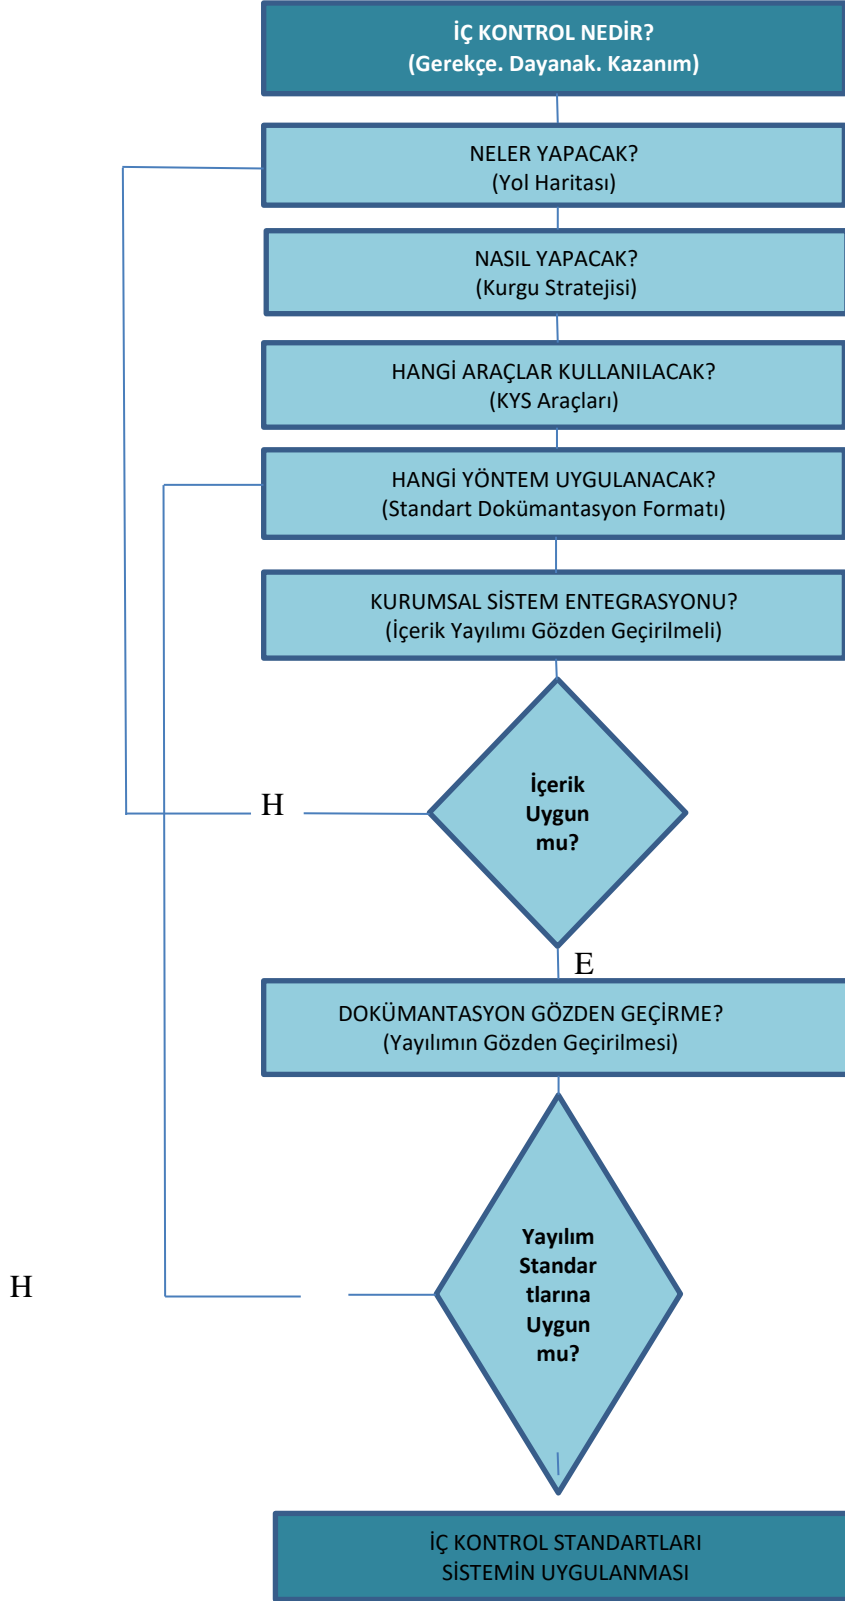 İÇ KONTROL NEDİR?
(Gerekçe. Dayanak. Kazanım)
NELER YAPACAK?
(Yol Haritası)
NASIL YAPACAK?
(Kurgu Stratejisi)
HANGİ ARAÇLAR KULLANILACAK?
(KYS Araçları)
HANGİ YÖNTEM UYGULANACAK?
(Standart Dokümantasyon Formatı)
KURUMSAL SİSTEM ENTEGRASYONU?
(İçerik Yayılımı Gözden Geçirilmeli)
İçerik
Uygun
mu?
H
E
DOKÜMANTASYON GÖZDEN GEÇİRME?
(Yayılımın Gözden Geçirilmesi)
Yayılım
Standar
tlarına
Uygun
mu?
H
İÇ KONTROL STANDARTLARI
SİSTEMİN UYGULANMASI